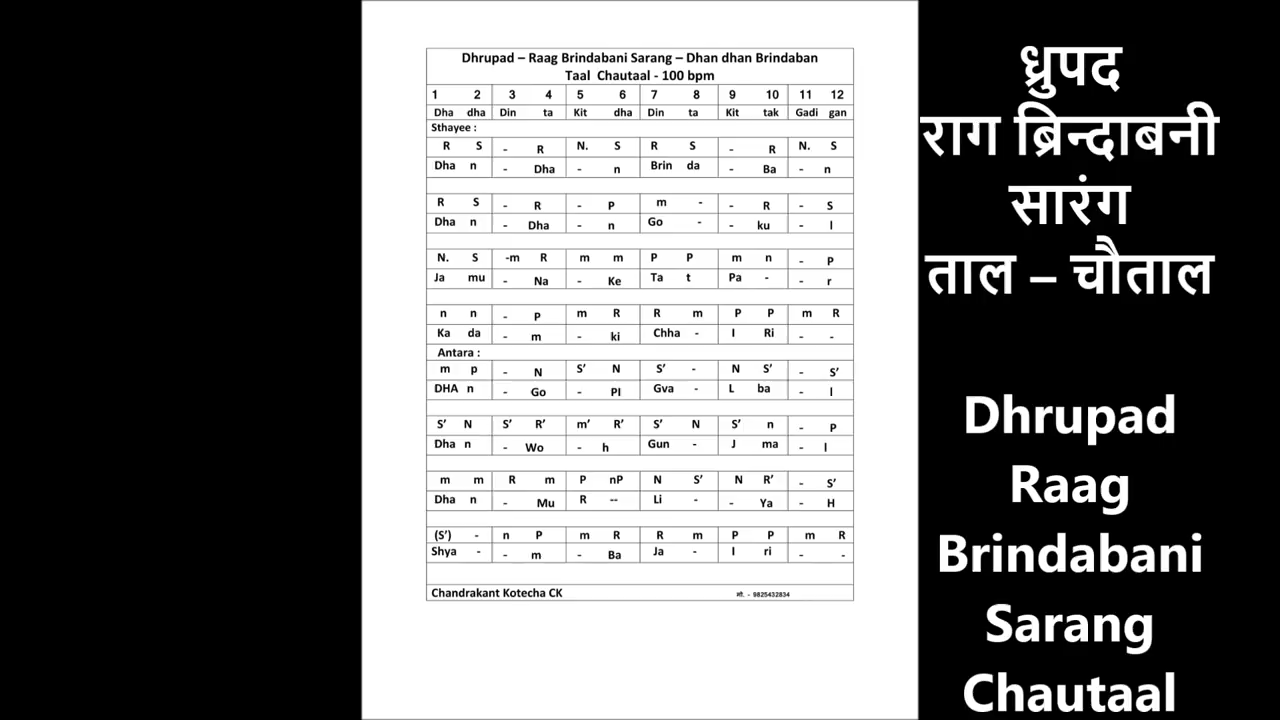 Dhrupad – Raag Brindabani Sarang – Dhan dhan Brindaban
Taal Chautaal - 100 bpm
1 2 3 4 5 6 7 8 9 10 11 12
Dha dha Din ta Kit dha Din ta Kit tak Gadi gan
Sthayee :
R S - R N. S R S - R N. S
Dha n - Dha - n Brin da - Ba - n
R S - R - P m - - R - S
Dha n - Dha - n Go - - ku - l
N. S -m R m m P P m n - P
Ja mu - Na - Ke Ta t Pa - - r
n n - P m R R m P P m R
Ka da - m - ki Chha - I Ri - -
Antara :
m p - N S’ N S’ - N S’ - S’
DHA n - Go - PI Gva - L ba - l
S’ N S’ R’ m’ R’ S’ N S’ n - P
Dha n - Wo - h Gun - J ma - l
m m R m P nP N S’ N R’ - S’
Dha n - Mu R -- Li - - Ya - H
(S’) - n P m R R m P P m R
Shya - - m - Ba Ja - I ri - -
Chandrakant Kotecha CK मो. - 9825432834
ध्रुपद
राग ब्रिन्दाबनी
सारंग
ताल – चौताल
Dhrupad
Raag
Brindabani
Sarang
Chautaal